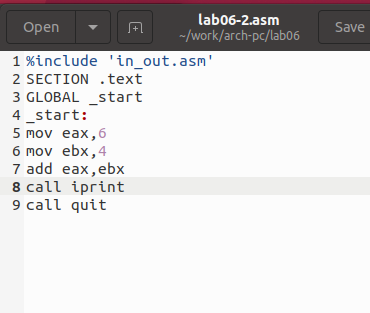 Open lab06-2.asm Save
~/work/arch-pc/lab06
1 %include 'in_out.asm'
2 SECTION .text
3 GLOBAL _start
4 _start:
5 mov eax,6
6 mov ebx,4
7 add eax,ebx
8 call iprint
9 call quit